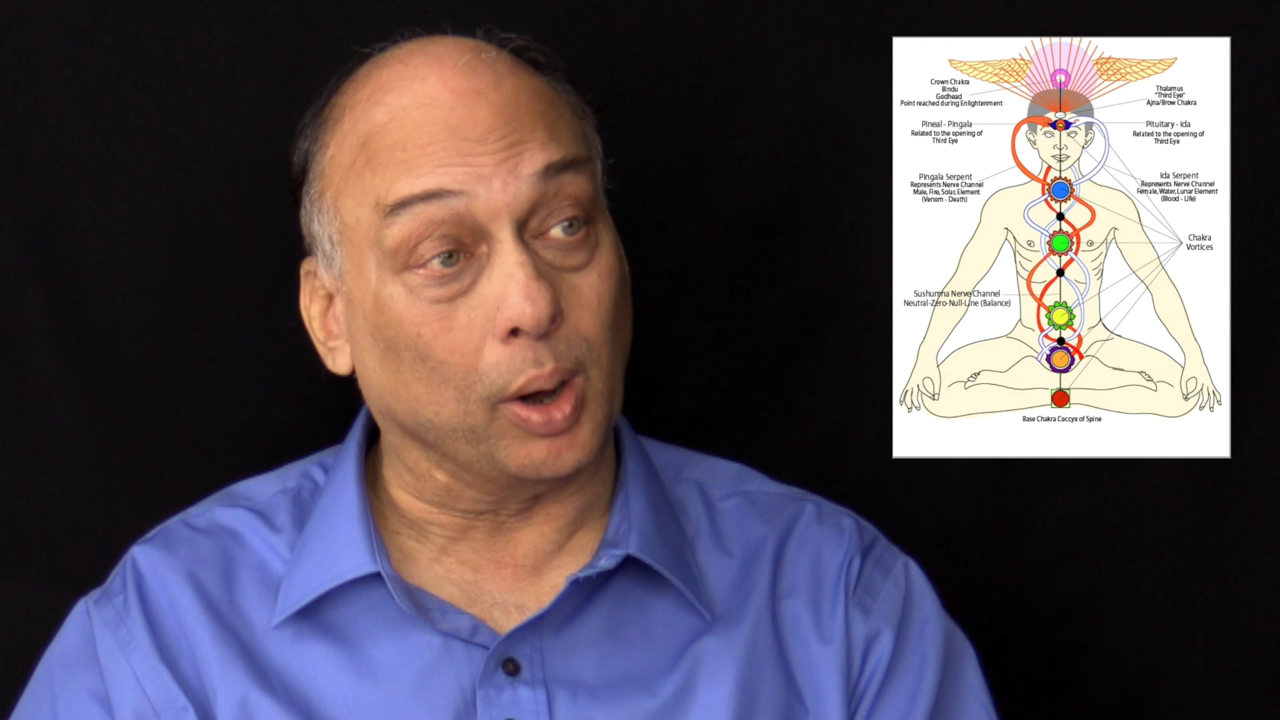 Crown Chakra
Bindu
Godhead
Point reached during Enlightenment
Thalamus
"Third Eye"
Ajna/Brow Chakra
Pineal - Pingala
Related to the opening of
Third Eye
Pituitary - Ida
Related to the opening of
Third Eye
Pingala Serpent
Represents Nerve Channel
Male, Fire, Solar, Element
(Venom - Death)
Ida Serpent
Represents Nerve Channel
Female, Water, Lunar Element
(Blood - Life)
Chakra
Vortices
Sushumna Nerve Channel
Neutral-Zero-Null-Line (Balance)
Base Chakra Coccyx of Spine